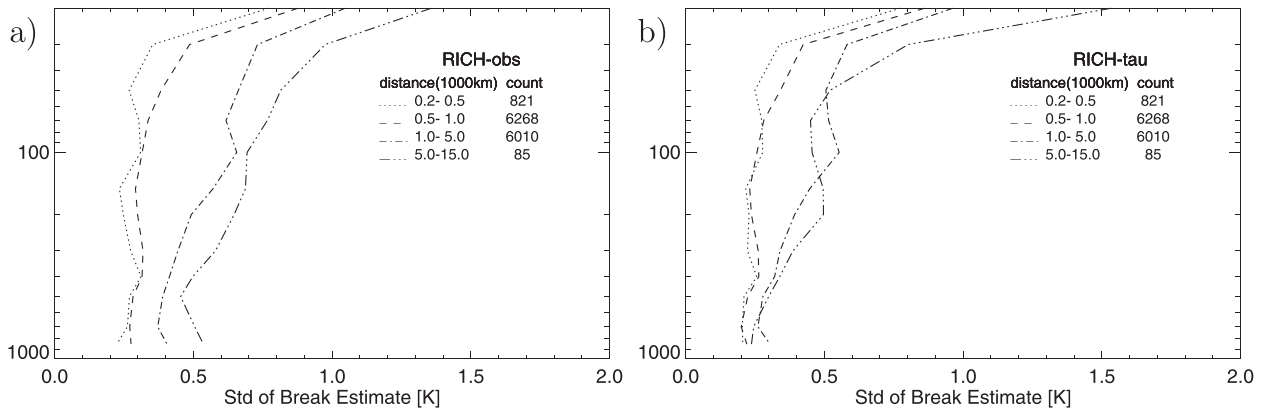 a)
RICH-obs
distance(1000km) count
0.2- 0.5 821
0.5- 1.0 6268
1.0- 5.0 6010
5.0-15.0 85
100
1000
0.0 0.5 1.0 1.5 2.0
Std of Break Estimate [K]
b)
RICH-tau
distance(1000km) count
0.2- 0.5 821
0.5- 1.0 6268
1.0- 5.0 6010
5.0-15.0 85
100
1000
0.0 0.5 1.0 1.5 2.0
Std of Break Estimate [K]